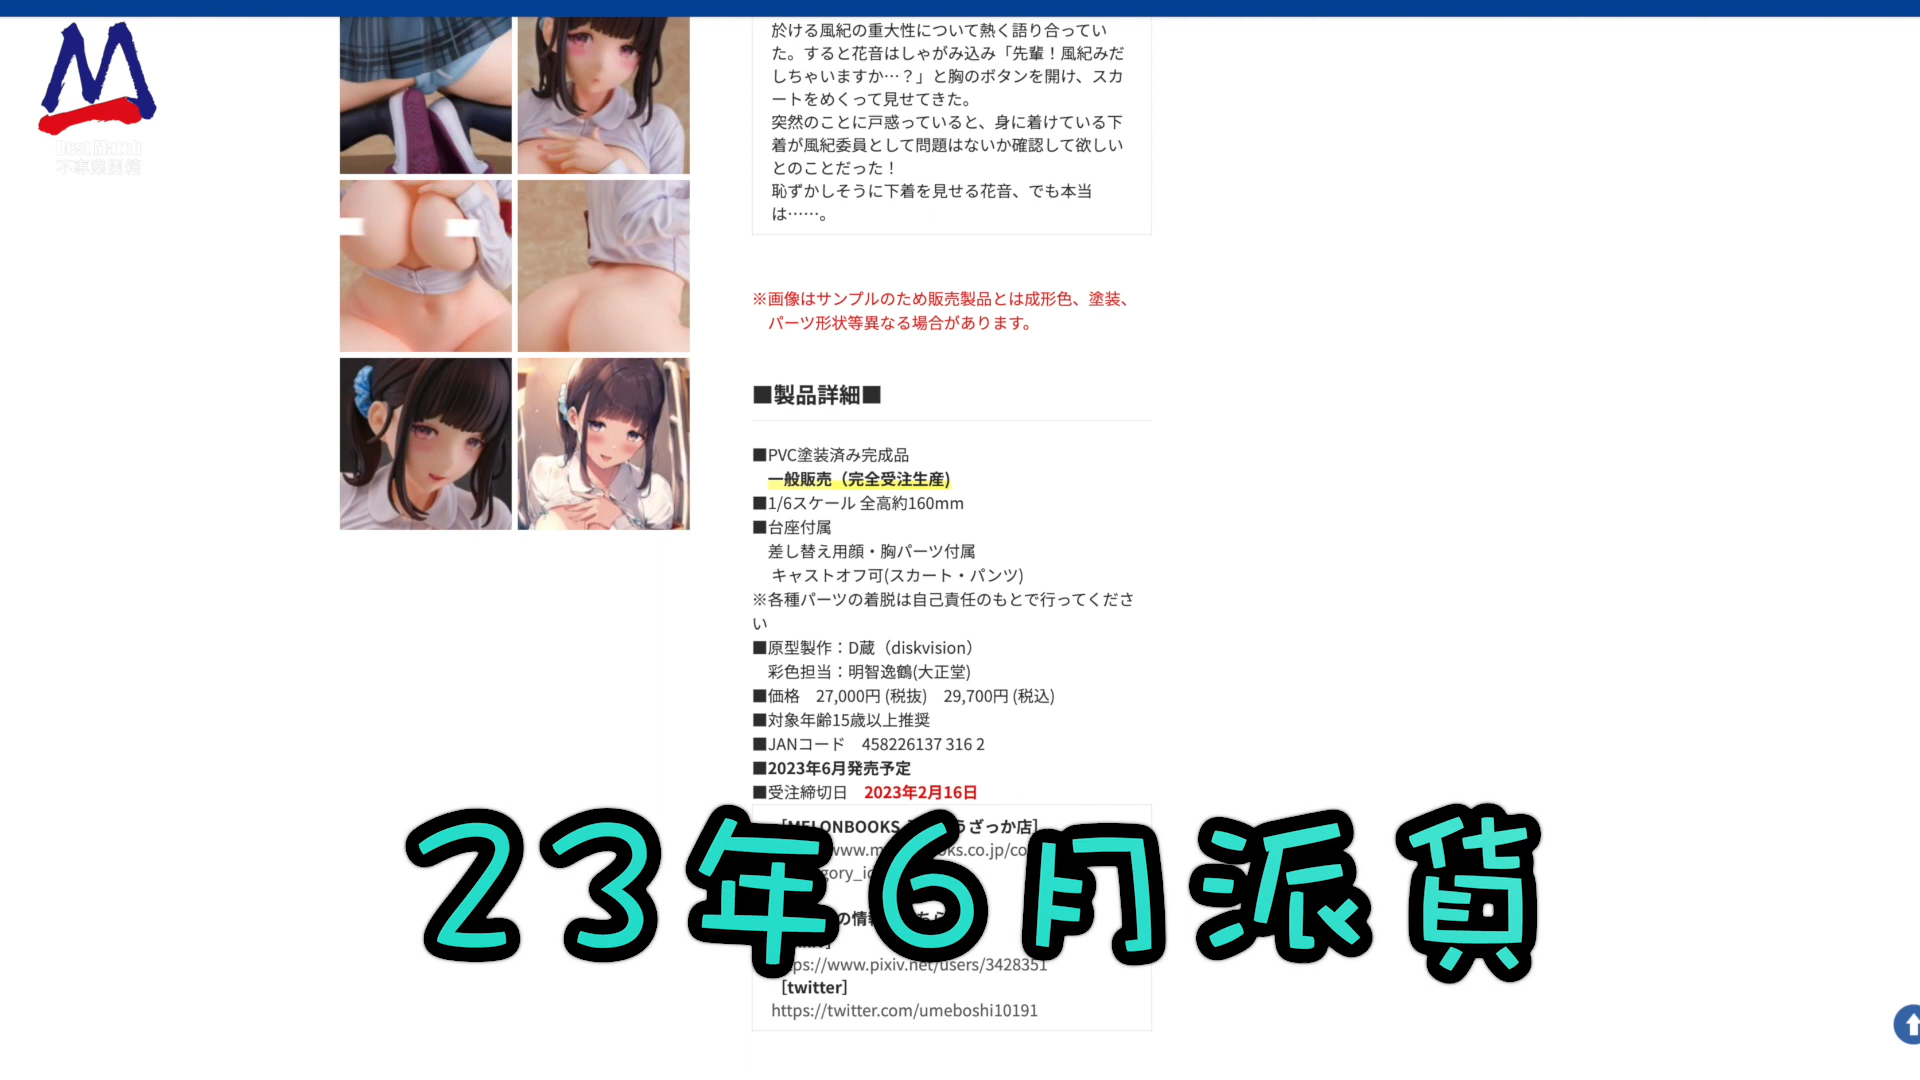 Best Match
不專業開箱
於ける風紀の重大性について熱く語り合ってい
た。すると花音はしゃがみ込み「先輩！風紀みだ
しちゃいますか…？」と胸のボタンを開け、スカ
ートをめくって見せてきた。
突然のことに戸惑っていると、身に着けている下
着が風紀委員として問題はないか確認して欲しい
とのことだった！
恥ずかしそうに下着を見せる花音、でも本当
は……。
※画像はサンプルのため販売製品とは成形色、塗装、
パーツ形状等異なる場合があります。
■製品詳細■
■PVC塗装済み完成品
一般販売（完全受注生産)
■1/6スケール 全高約160mm
■台座付属
差し替え用顔・胸パーツ付属
キャストオフ可(スカート・パンツ)
※各種パーツの着脱は自己責任のもとで行ってくださ
い
■原型製作：D蔵（diskvision）
彩色担当：明智逸鶴(大正堂)
■価格　27,000円 (税抜)　29,700円 (税込)
■対象年齢15歳以上推奨
■JANコード　458226137 316 2
■2023年6月発売予定
■受注締切日　2023年2月16日
［MELONBOOKS うざっか店］
23年6月派貨
https://www.pixiv.net/users/3428351
［twitter］
https://twitter.com/umeboshi10191